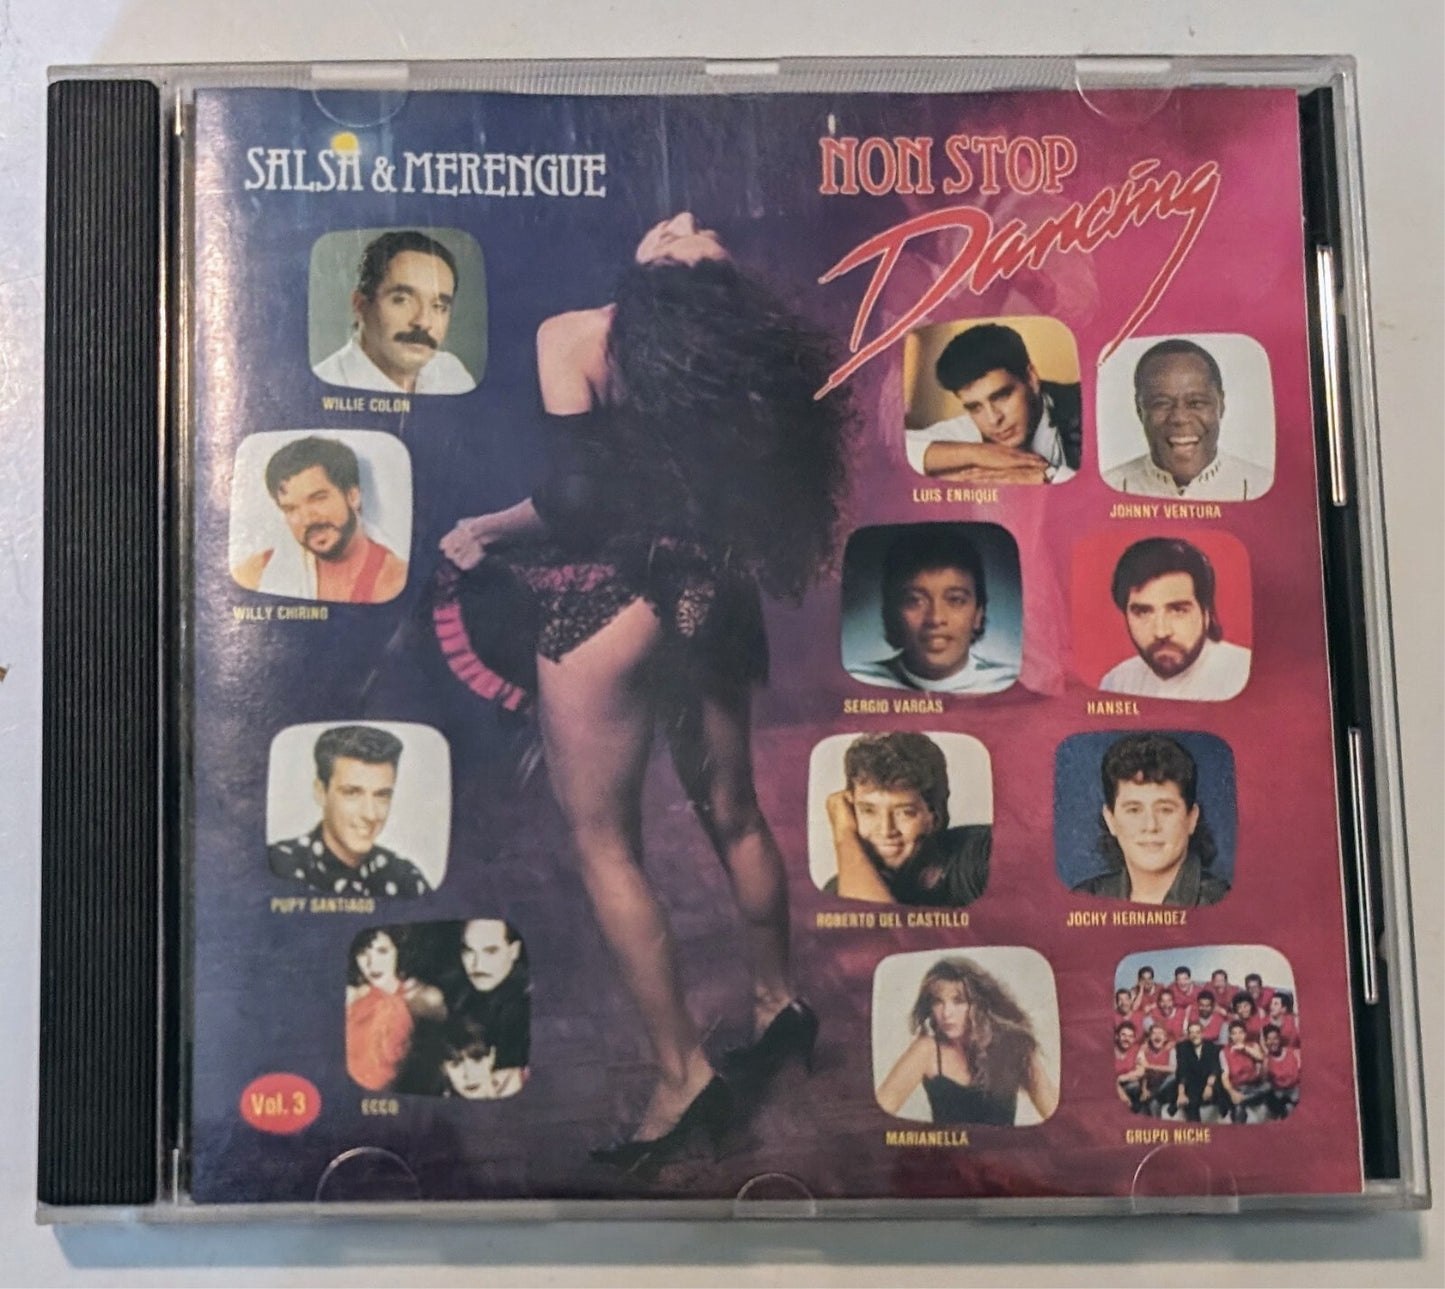 SALSA & MERENGUE
NON STOP
Dancing
WILLIE COLON
LUIS ENRIQUE
JOHNNY VENTURA
WILLY CHIRINO
SERGIO VARGAS
HANSEL
PUPY SANTIAGO
ROBERTO DEL CASTILLO
JOCHY HERNANDEZ
Vol. 3
ECCO
MARIANELLA
GRUPO NICHE